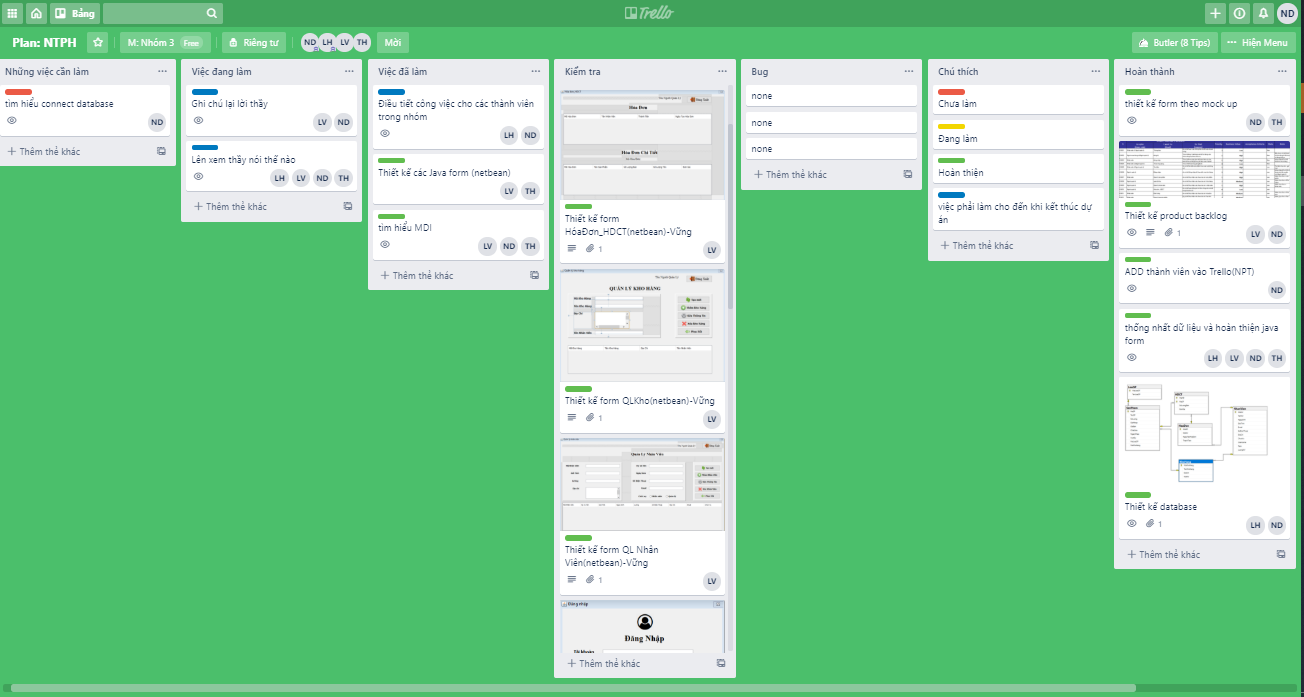 Bảng
Trello
ND
Plan: NTPH
M: Nhóm 3 Free
Riêng tư
ND LH LV TH
Mời
Butler (8 Tips)
Hiện Menu
Những việc cần làm
tìm hiểu connect database
ND
Thêm thẻ khác
Việc đang làm
Ghi chú lại lời thầy
LV ND
Lên xem thầy nói thế nào
LH LV ND TH
Thêm thẻ khác
Việc đã làm
Điều tiết công việc cho các thành viên
trong nhóm
LH ND
Thiết kế các Java form (netbean)
LV TH
tìm hiểu MDI
LV ND TH
Thêm thẻ khác
Kiểm tra
Hóa Đơn
Hóa Đơn Chi Tiết
Thiết kế form
HóaĐơn_HDCT(netbean)-Vững
1
LV
QUẢN LÝ KHO HÀNG
Thiết kế form QLKho(netbean)-Vững
1
LV
Quản Lý Nhân Viên
Thiết kế form QL Nhân
Viên(netbean)-Vững
1
LV
Đăng nhập
Đăng Nhập
Tài khoản
Thêm thẻ khác
Bug
none
none
none
Thêm thẻ khác
Chú thích
Chưa làm
Đang làm
Hoàn thiện
việc phải làm cho đến khi kết thúc dự
án
Thêm thẻ khác
Hoàn thành
thiết kế form theo mock up
ND TH
Thiết kế product backlog
1
LV ND
ADD thành viên vào Trello(NPT)
ND
thống nhất dữ liệu và hoàn thiện java
form
LH LV ND TH
Thiết kế database
1
LH ND
Thêm thẻ khác